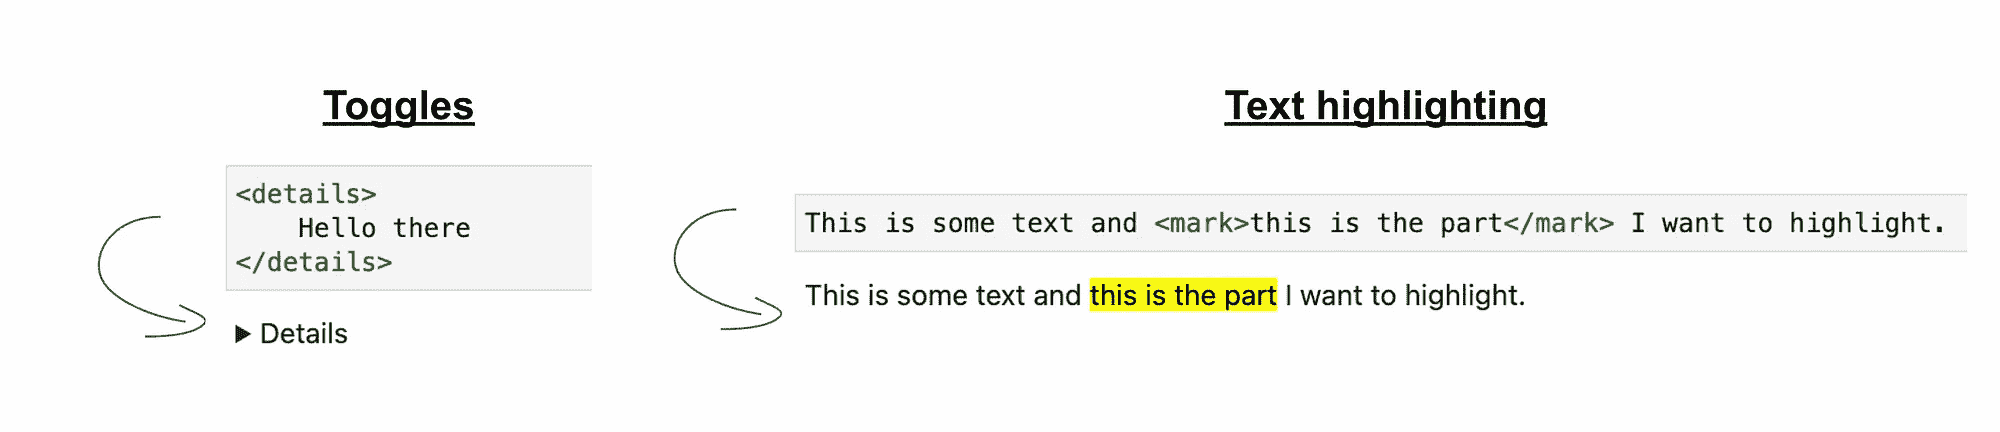 Toggles
<details>
    Hello there
</details>
▶ Details
Text highlighting
This is some text and <mark>this is the part</mark> I want to highlight.
This is some text and this is the part I want to highlight.